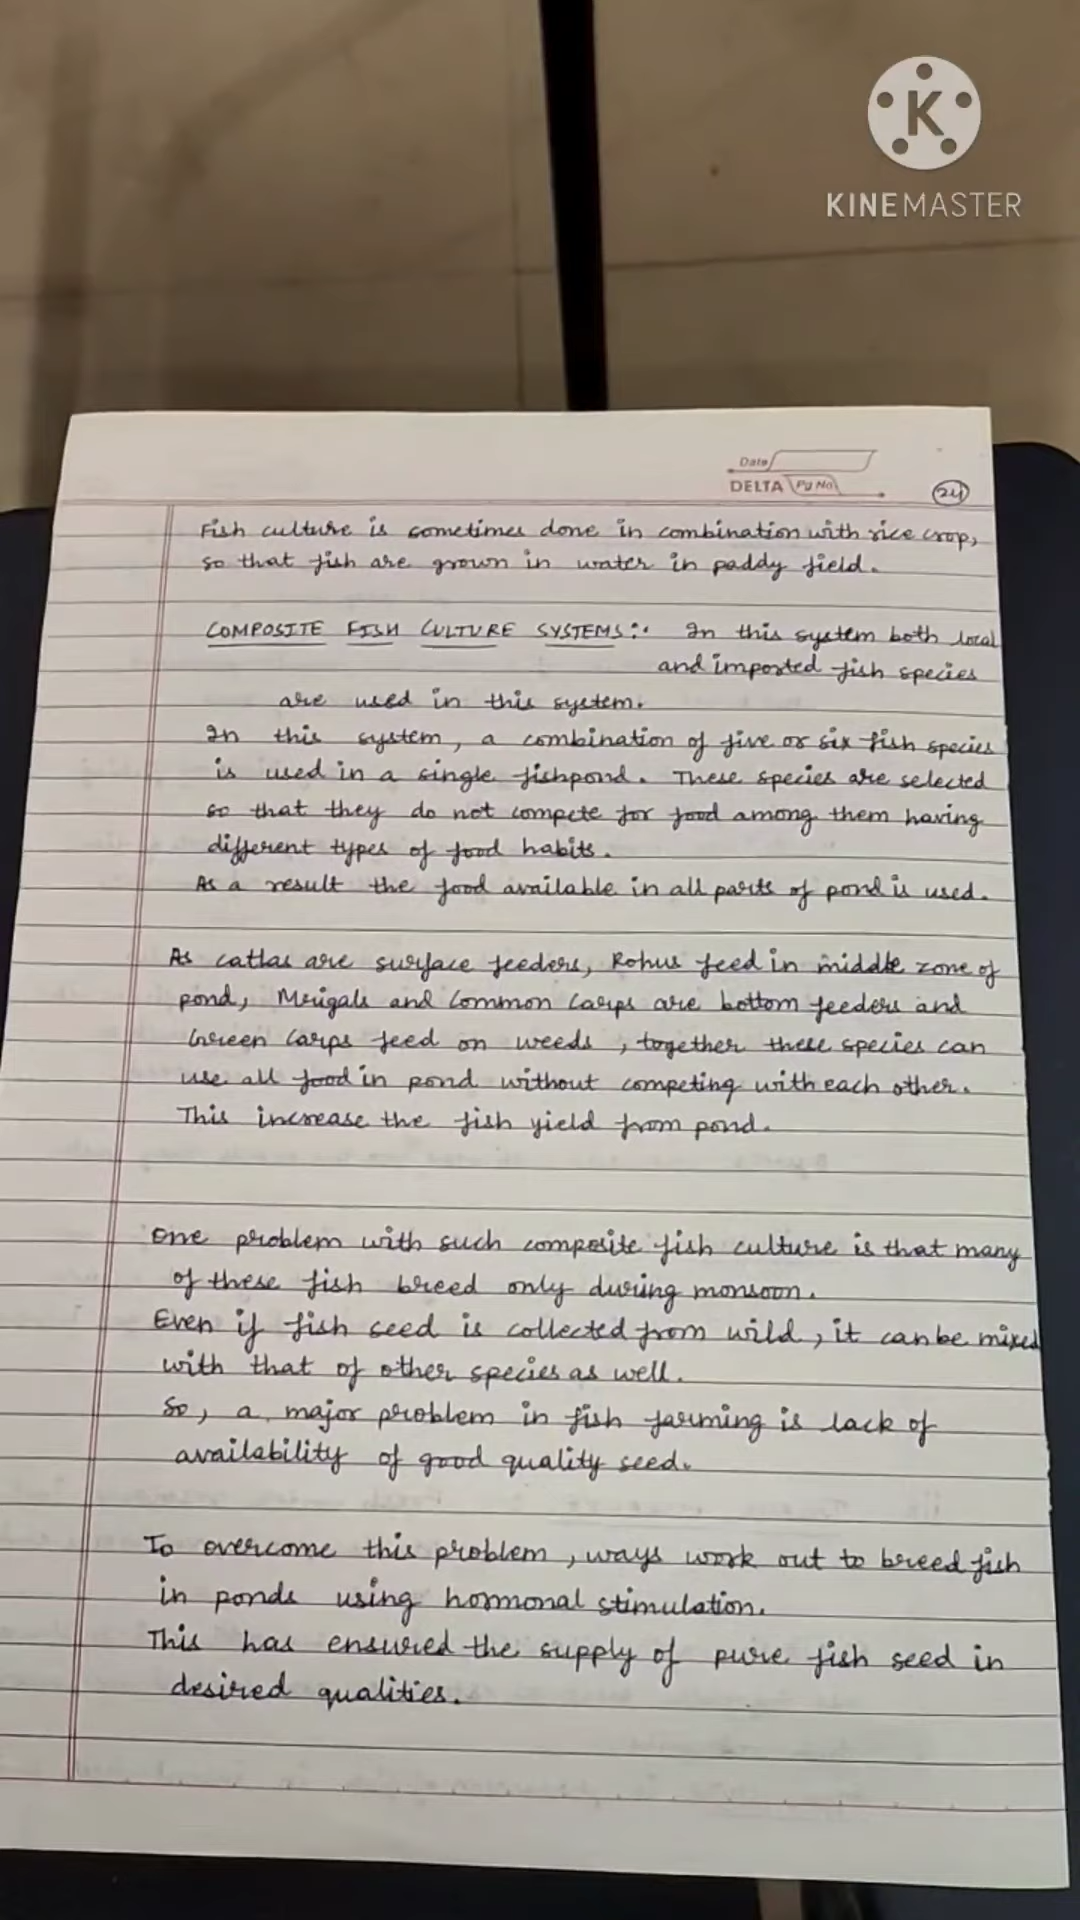 K
KINEMASTER
Date
DELTA Pg No
24
Fish culture is sometimes done in combination with rice crop,
so that fish are grown in water in paddy field.
COMPOSITE FISH CULTURE SYSTEMS:- In this system both local
and imported fish species
are used in this system.
In this system, a combination of five or six fish species
is used in a single fishpond. These species are selected
so that they do not compete for food among them having
different types of food habits.
As a result the food available in all parts of pond is used.
As catlas are surface feeders, Rohus feed in middle zone of
pond, Mrigals and Common Carps are bottom feeders and
Green Carps feed on weeds, together these species can
use all food in pond without competing with each other.
This increase the fish yield from pond.
One problem with such composite fish culture is that many
of these fish breed only during monsoon.
Even if fish seed is collected from wild, it can be mixed
with that of other species as well.
So, a major problem in fish farming is lack of
availability of good quality seed.
To overcome this problem, ways work out to breed fish
in ponds using hormonal stimulation.
This has ensured the supply of pure fish seed in
desired qualities.